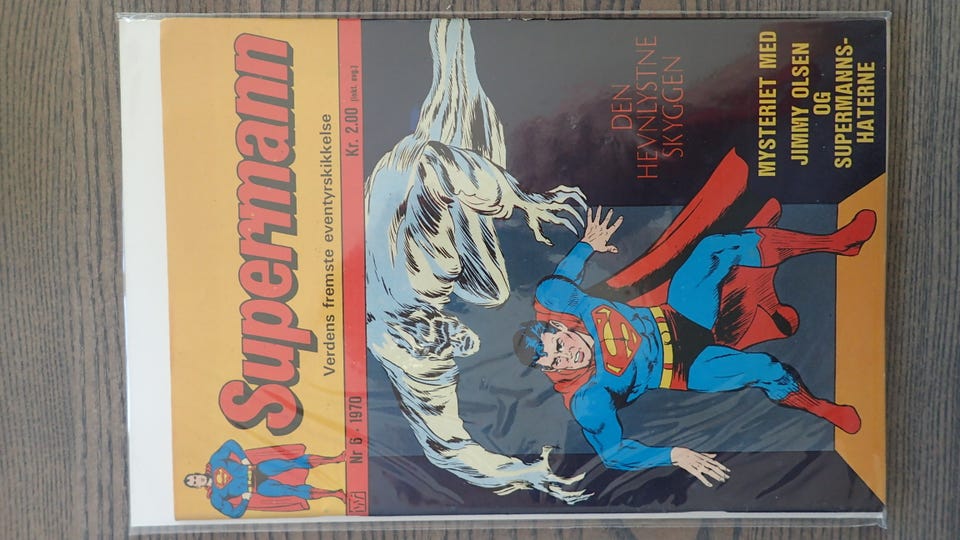 Supermann
Verdens fremste eventyrskikkelse
Nr 6 - 1970
Kr. 2.00 (inkl. avg.)
DEN
HEVNLYSTNE
SKYGGEN
MYSTERIET MED
JIMMY OLSEN
OG
SUPERMANNS-
HATERNE